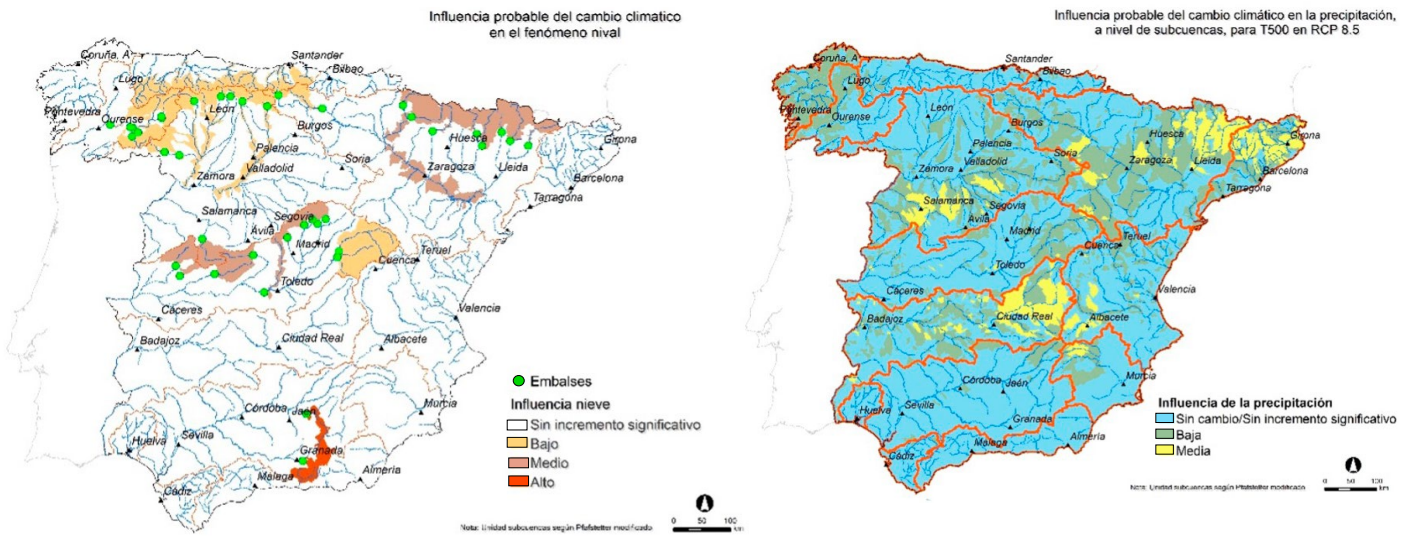 Influencia probable del cambio climatico
en el fenómeno nival
Coruña, A
Santander
Bilbao
Lugo
León
Pontevedra
Ourense
Burgos
Huesca
Girona
Palencia
Soria
Zaragoza
Lleida
Valladolid
Zamora
Barcelona
Tarragona
Salamanca
Segovia
Ávila
Madrid
Teruel
Cuenca
Toledo
Cáceres
Valencia
Badajoz
Ciudad Real
Albacete
Murcia
Córdoba
Jaén
Huelva
Sevilla
Granada
Almería
Malaga
Cádiz
Embalses
Influencia nieve
Sin incremento significativo
Bajo
Medio
Alto
Nota: Unidad subcuencas según Pfafstetter modificado
0 50 100
km
Influencia probable del cambio climático en la precipitación,
a nivel de subcuencas, para T500 en RCP 8.5
Coruña, A
Santander
Bilbao
Lugo
León
Pontevedra
Ourense
Burgos
Huesca
Girona
Palencia
Soria
Zaragoza
Lleida
Valladolid
Zamora
Barcelona
Tarragona
Salamanca
Segovia
Ávila
Madrid
Teruel
Cuenca
Toledo
Cáceres
Valencia
Badajoz
Ciudad Real
Albacete
Murcia
Córdoba
Jaén
Huelva
Sevilla
Granada
Almería
Malaga
Cádiz
Influencia de la precipitación
Sin cambio/Sin incremento significativo
Baja
Media
Nota: Unidad subcuencas según Pfafstetter modificado
0 50 100
km